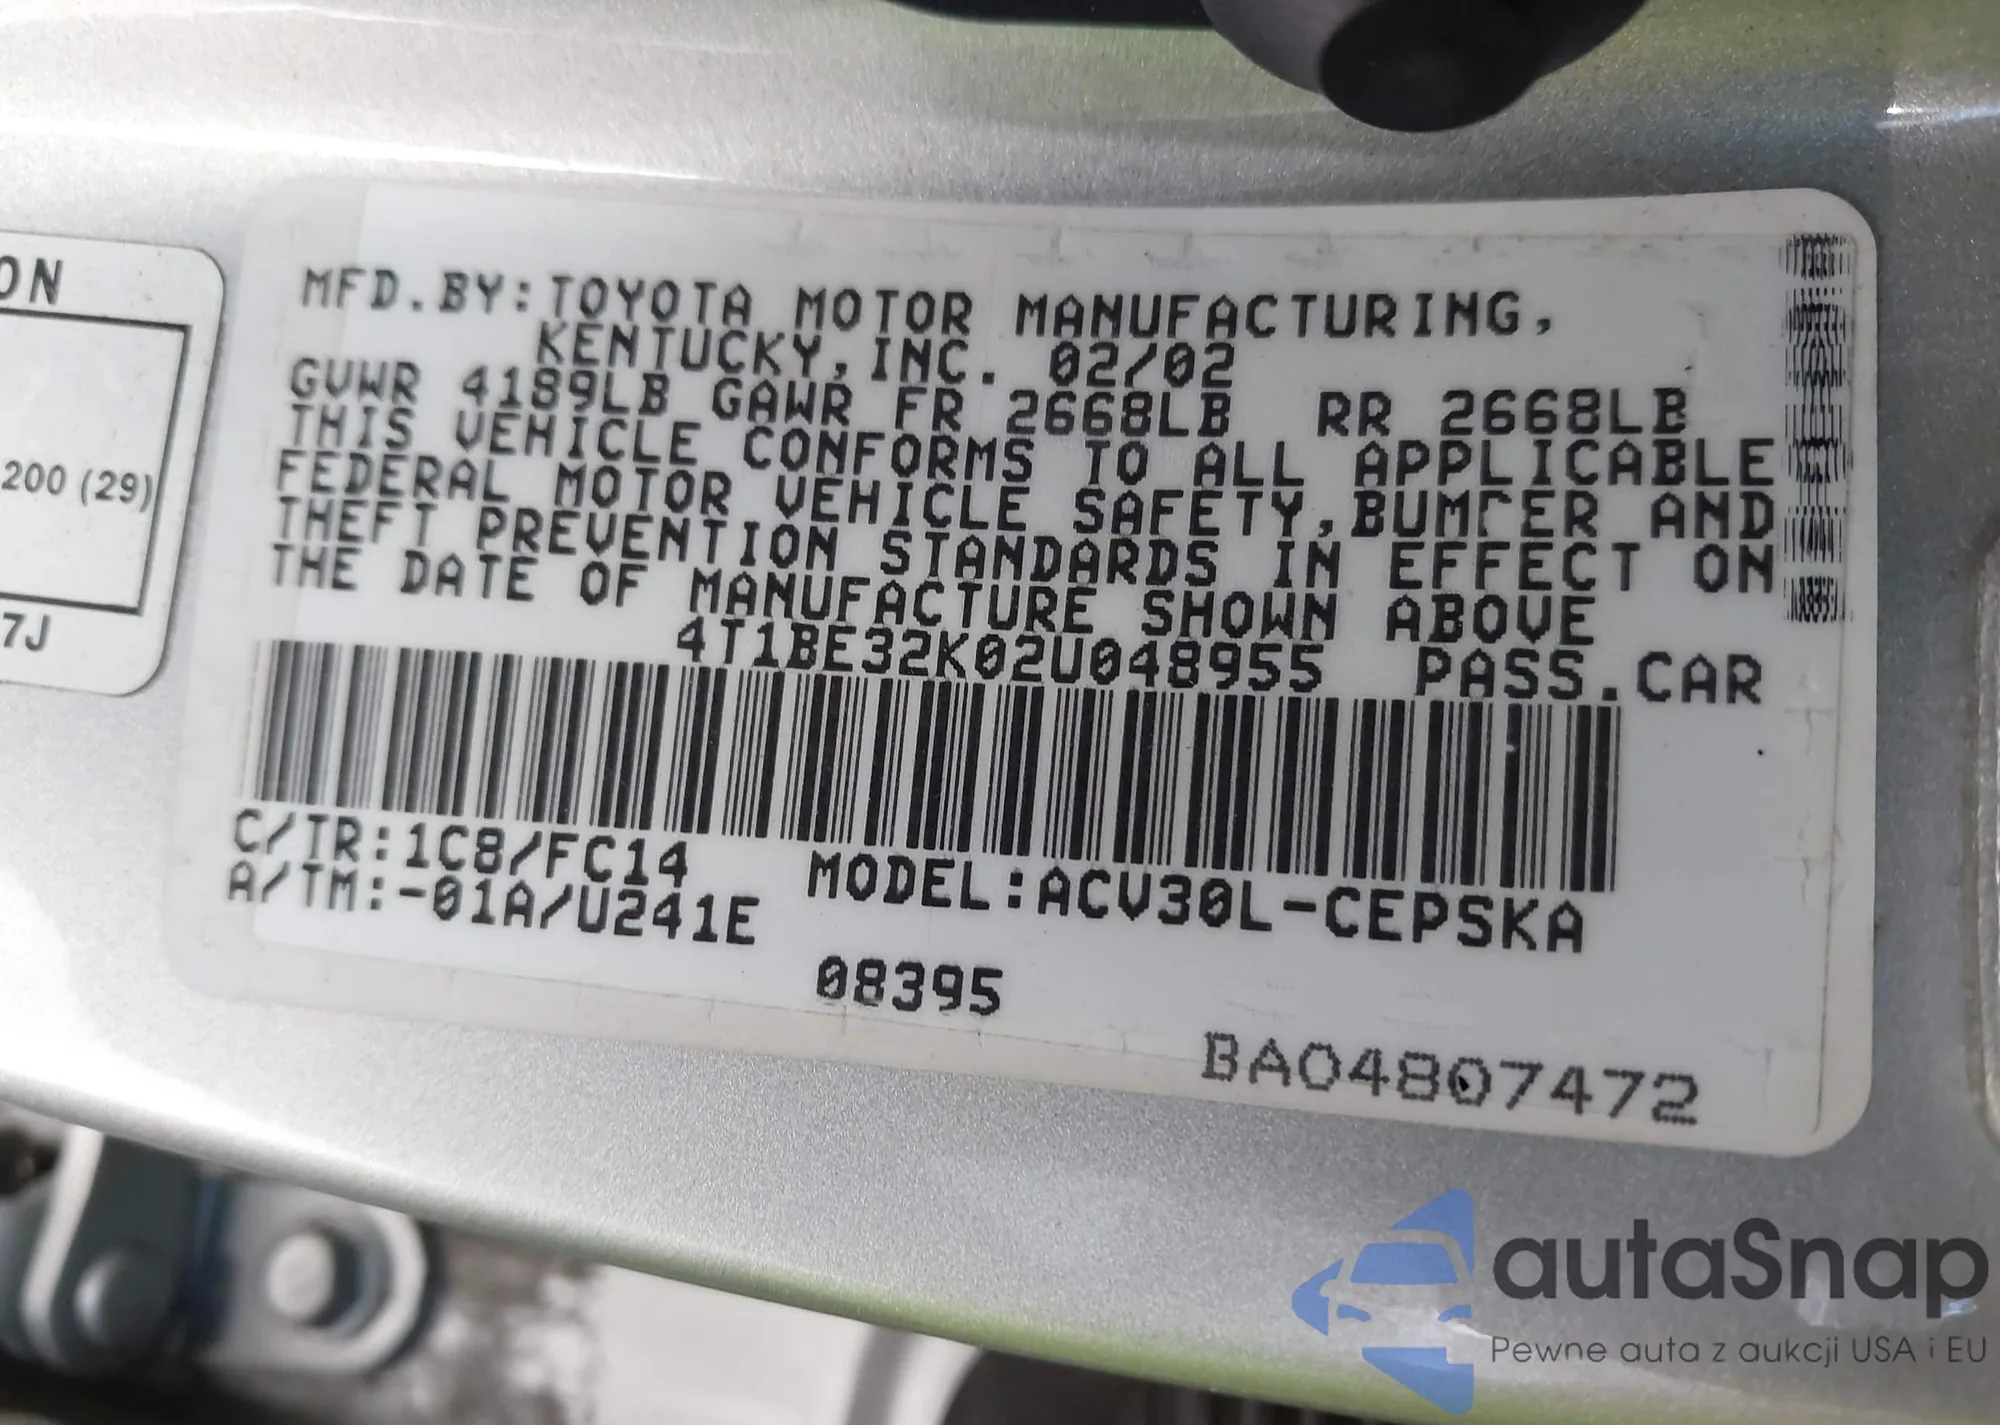 ON
200 (29)
7J
MFD.BY:TOYOTA MOTOR MANUFACTURING,
KENTUCKY,INC. 02/02
GVWR 4189LB GAWR FR 2668LB RR 2668LB
THIS VEHICLE CONFORMS TO ALL APPLICABLE
FEDERAL MOTOR VEHICLE SAFETY,BUMPER AND
THEFT PREVENTION STANDARDS IN EFFECT ON
THE DATE OF MANUFACTURE SHOWN ABOVE
4T1BE32K02U048955 PASS.CAR
C/TR:1C8/FC14
A/TM:-01A/U241E
MODEL:ACV30L-CEPSKA
08395
BA04807472
autaSnap
Pewne auta z aukcji USA i EU